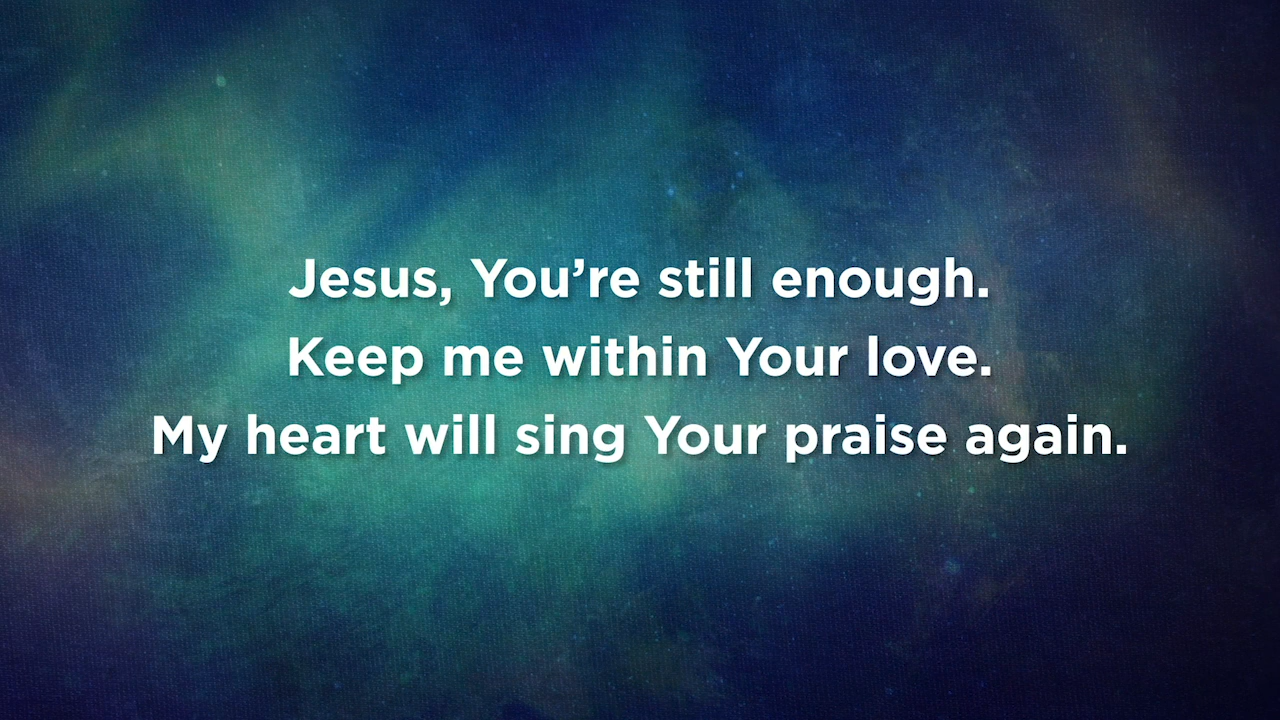 Jesus, You’re still enough.
Keep me within Your love.
My heart will sing Your praise again.